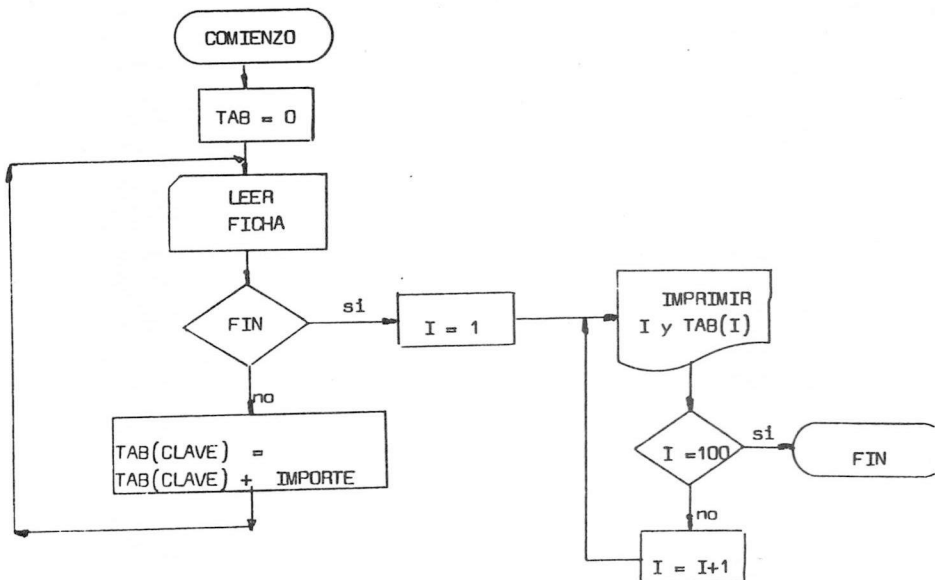 COMIENZO
TAB = 0
LEER
FICHA
FIN
si
no
TAB(CLAVE) =
TAB(CLAVE) + IMPORTE
I = 1
IMPRIMIR
I y TAB(I)
I =100
si
FIN
no
I = I+1